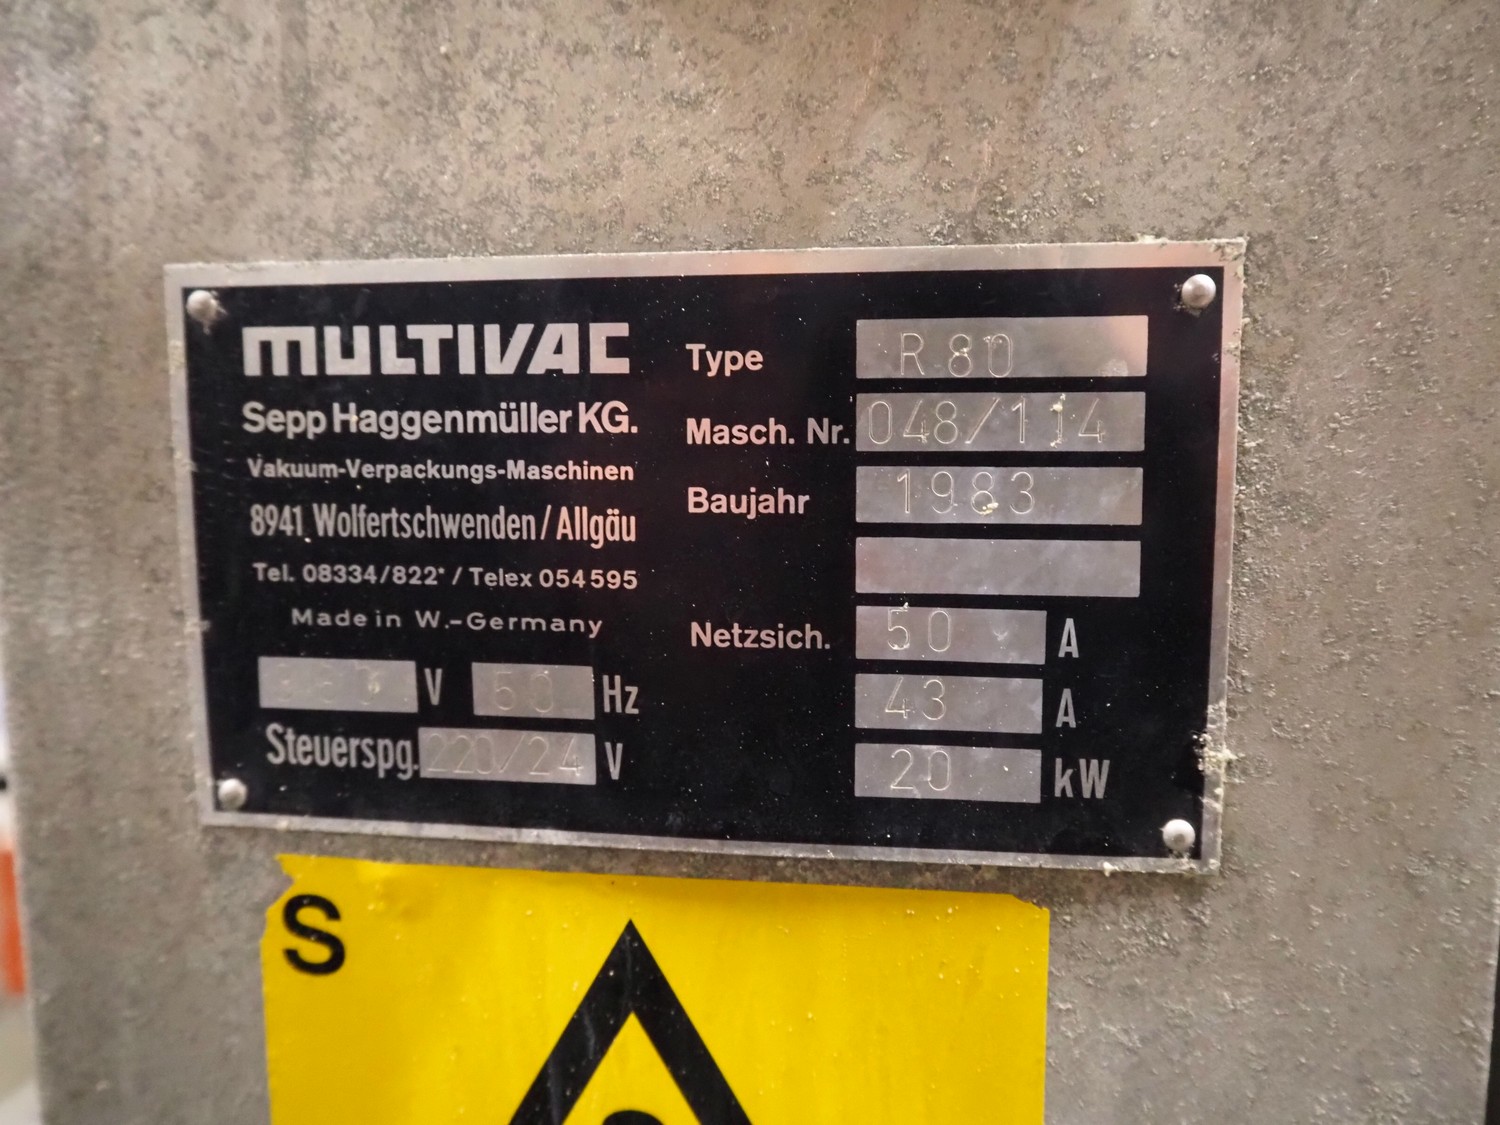 MULTIVAC
Sepp Haggenmüller KG.
Vakuum-Verpackungs-Maschinen
8941 Wolfertschwenden/Allgäu
Tel. 08334/822* / Telex 054595
Made in W.-Germany
V 50 Hz
Steuerspg. 220/24 V
Type R 80
Masch. Nr. 048/114
Baujahr 1983
Netzsich. 50 A
43 A
20 kW
S